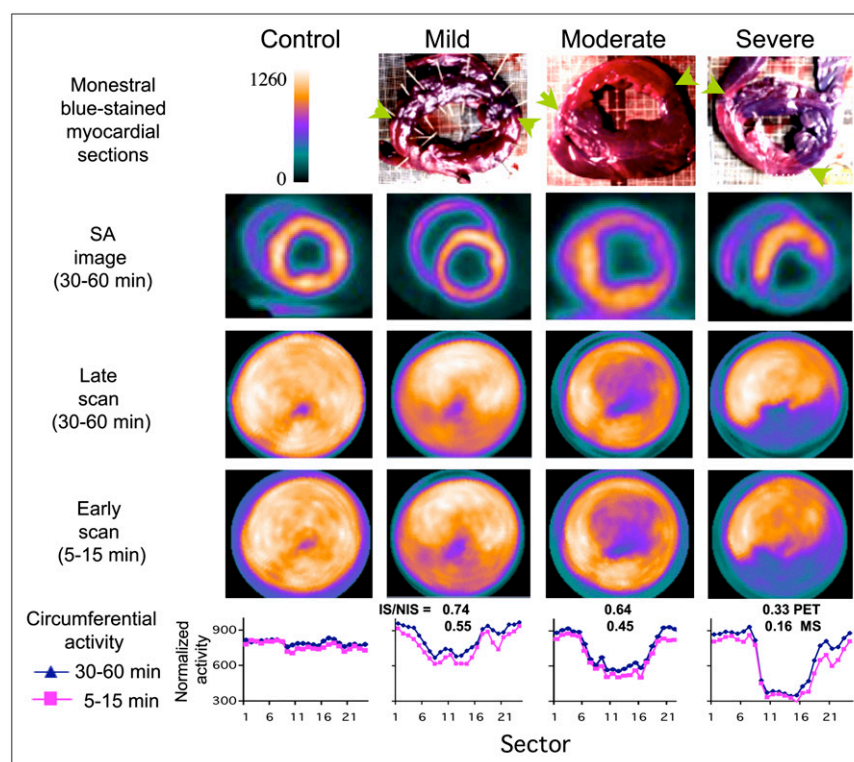 Control Mild Moderate Severe
Monestral
blue-stained
myocardial
sections
1260
0
SA
image
(30-60 min)
Late
scan
(30-60 min)
Early
scan
(5-15 min)
Circumferential
activity
30-60 min
5-15 min
Normalized
activity
900
600
300
IS/NIS = 0.74 0.64 0.33 PET
0.55 0.45 0.16 MS
1 6 11 16 21 1 6 11 16 21 1 6 11 16 21 1 6 11 16 21
Sector